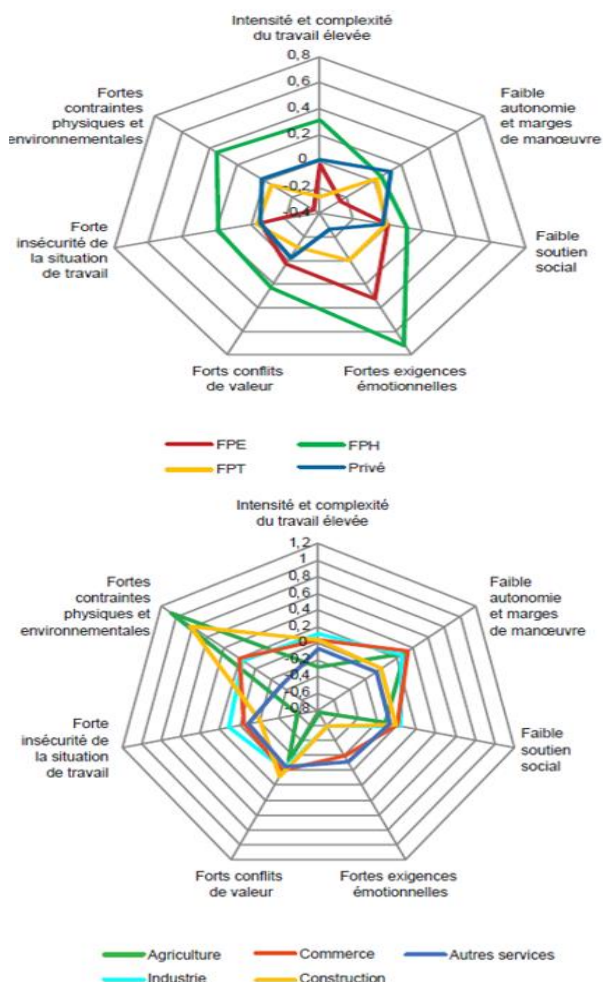 Intensité et complexité
du travail élevée
0,8
0,6
0,4
0,2
0
-0,2
-0,4
Faible
autonomie
et marges
de manœuvre
Faible
soutien
social
Fortes exigences
émotionnelles
Forts conflits
de valeur
Forte
insécurité de
la situation
de travail
Fortes
contraintes
physiques et
environnementales
FPE
FPH
FPT
Privé
Intensité et complexité
du travail élevée
1,2
1
0,8
0,6
0,4
0,2
0
-0,2
-0,4
-0,6
-0,8
Faible
autonomie
et marges
de manœuvre
Faible
soutien
social
Fortes exigences
émotionnelles
Forts conflits
de valeur
Forte
insécurité de
la situation
de travail
Fortes
contraintes
physiques et
environnementales
Agriculture
Commerce
Autres services
Industrie
Construction